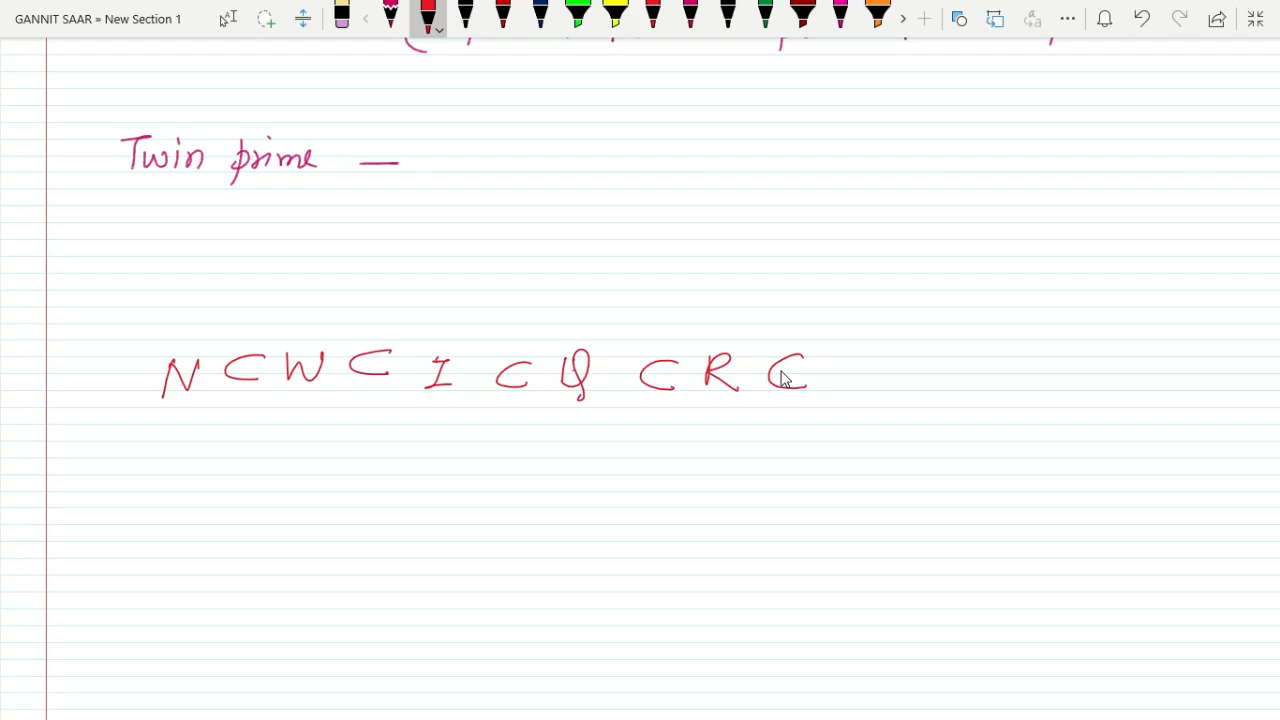 GANNIT SAAR » New Section 1
Twin prime —
N ⊂ W ⊂ I ⊂ Q ⊂ R ⊂